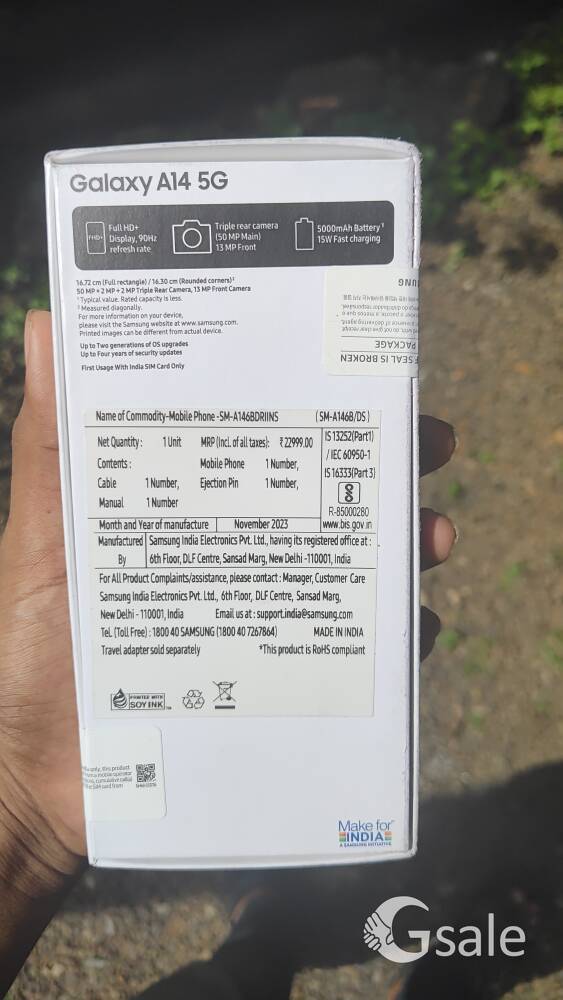 Galaxy A14 5G
FHD+
Full HD+
Display, 90Hz
refresh rate
Triple rear camera
(50 MP Main)
13 MP Front
5000mAh Battery¹
15W Fast charging
16.72 cm (Full rectangle) / 16.30 cm (Rounded corners)²
50 MP + 2 MP + 2 MP Triple Rear Camera, 13 MP Front Camera
¹ Typical value. Rated capacity is less.
² Measured diagonally.
For more information on your device,
please visit the Samsung website at www.samsung.com.
Printed images can be different from actual device.
Up to Two generations of OS upgrades
Up to Four years of security updates
First Usage With India SIM Card Only
F SEAL IS BROKEN
PACKAGE
UNG
Name of Commodity-Mobile Phone -SM-A146BDRIINS (SM-A146B/DS)
Net Quantity : 1 Unit MRP (Incl. of all taxes): ₹ 22999.00
Contents : Mobile Phone 1 Number,
Cable 1 Number, Ejection Pin 1 Number,
Manual 1 Number
IS 13252(Part1)
/ IEC 60950-1
IS 16333(Part 3)
R-85000280
www.bis.gov.in
Month and Year of manufacture November 2023
Manufactured By Samsung India Electronics Pvt. Ltd., having its registered office at :
6th Floor, DLF Centre, Sansad Marg, New Delhi -110001, India
For All Product Complaints/assistance, please contact : Manager, Customer Care
Samsung India Electronics Pvt. Ltd., 6th Floor, DLF Centre, Sansad Marg,
New Delhi - 110001, India Email us at : support.india@samsung.com
Tel. (Toll Free) : 1800 40 SAMSUNG (1800 40 7267864) MADE IN INDIA
Travel adapter sold separately *This product is RoHS compliant
PRINTED WITH
SOY INK
only, this product
mobile operator
cumulative call(s)
SIM card from
Make for
INDIA
A SAMSUNG INITIATIVE
Gsale